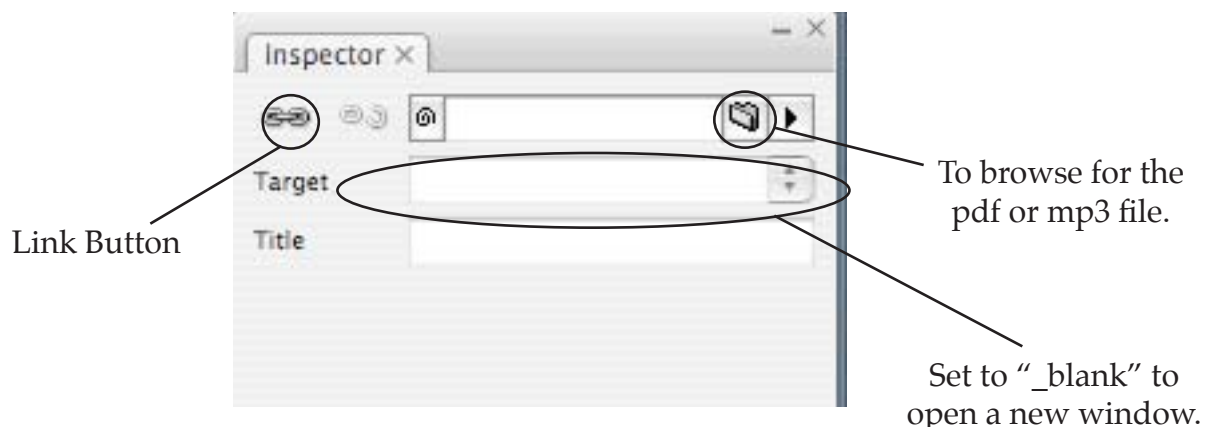 Inspector
Target
Title
Link Button
To browse for the
pdf or mp3 file.
Set to “_blank” to
open a new window.